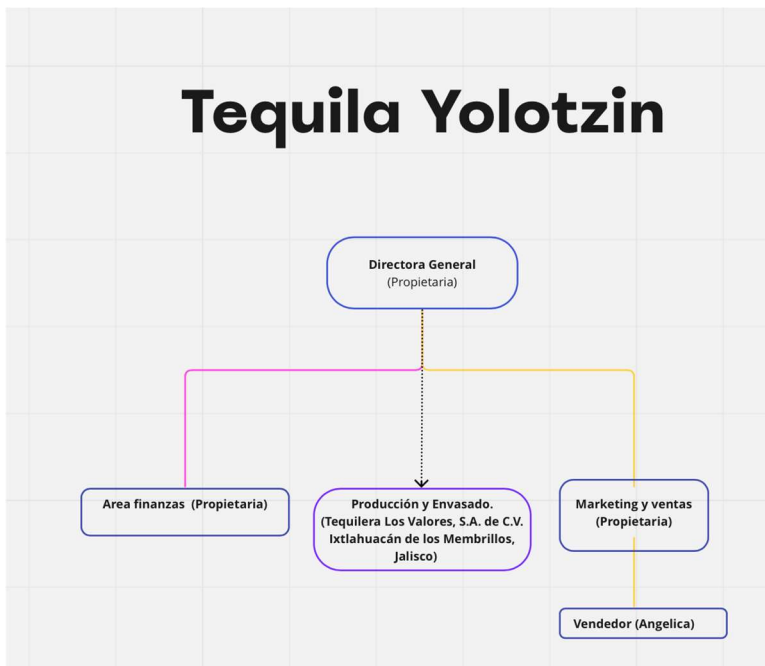 Tequila Yolotzin
Directora General
(Propietaria)
Area finanzas (Propietaria)
Producción y Envasado.
(Tequilera Los Valores, S.A. de C.V.
Ixtlahuacán de los Membrillos,
Jalisco)
Marketing y ventas
(Propietaria)
Vendedor (Angelica)